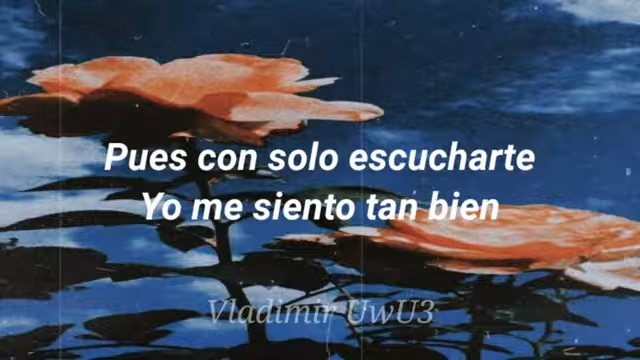 Pues con solo escucharte
Yo me siento tan bien
Vladimir UwU3